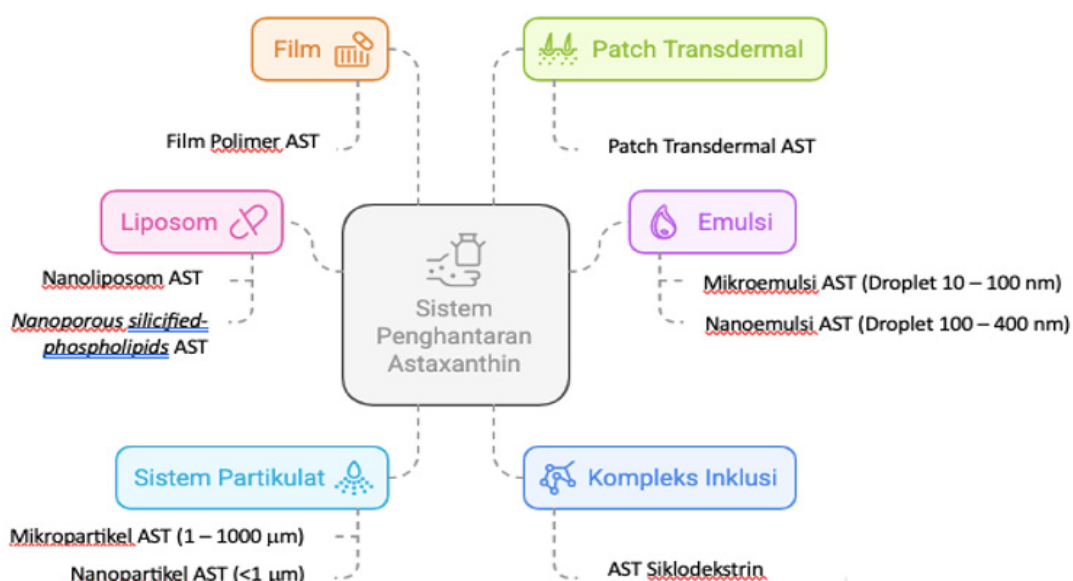 Film
Patch Transdermal
Film Polimer AST
Patch Transdermal AST
Liposom
Emulsi
Nanoliposom AST
Nanoporous silicified-
phospholipids AST
Sistem
Penghantaran
Astaxanthin
Mikroemulsi AST (Droplet 10 – 100 nm)
Nanoemulsi AST (Droplet 100 – 400 nm)
Sistem Partikulat
Kompleks Inklusi
Mikropartikel AST (1 – 1000 μm)
Nanopartikel AST (<1 μm)
AST Siklodekstrin